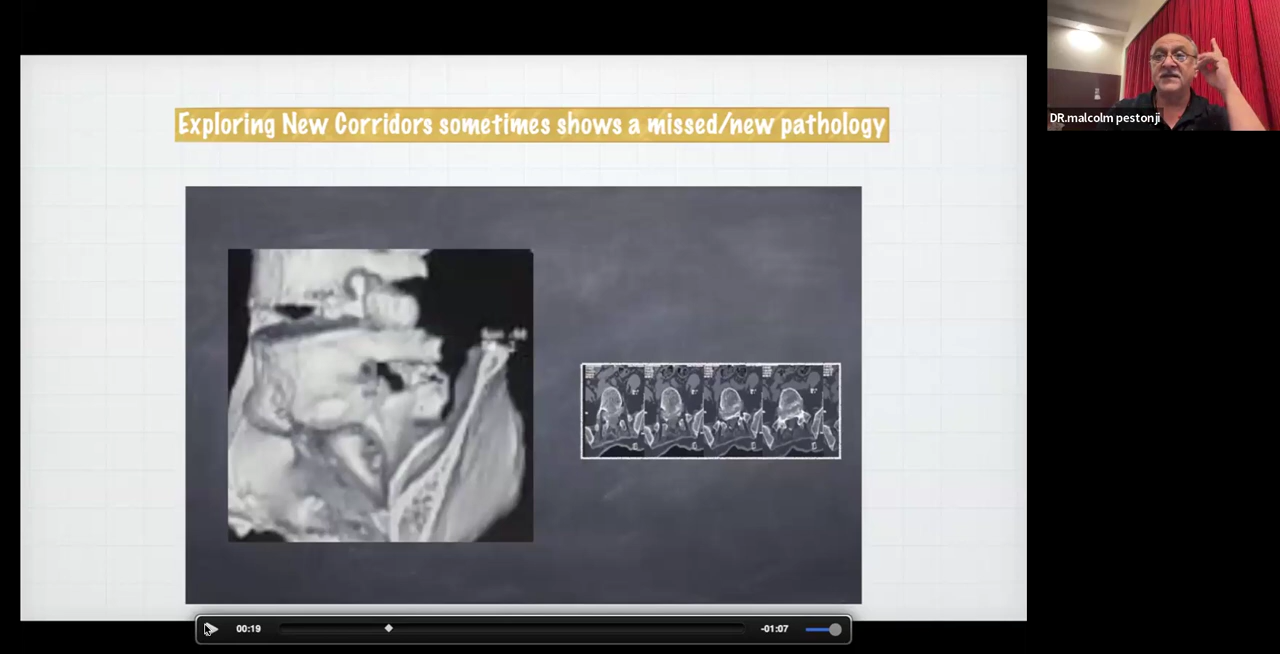 Exploring New Corridors sometimes shows a missed/new pathology
DR.malcolm pestonji
00:19
-01:07